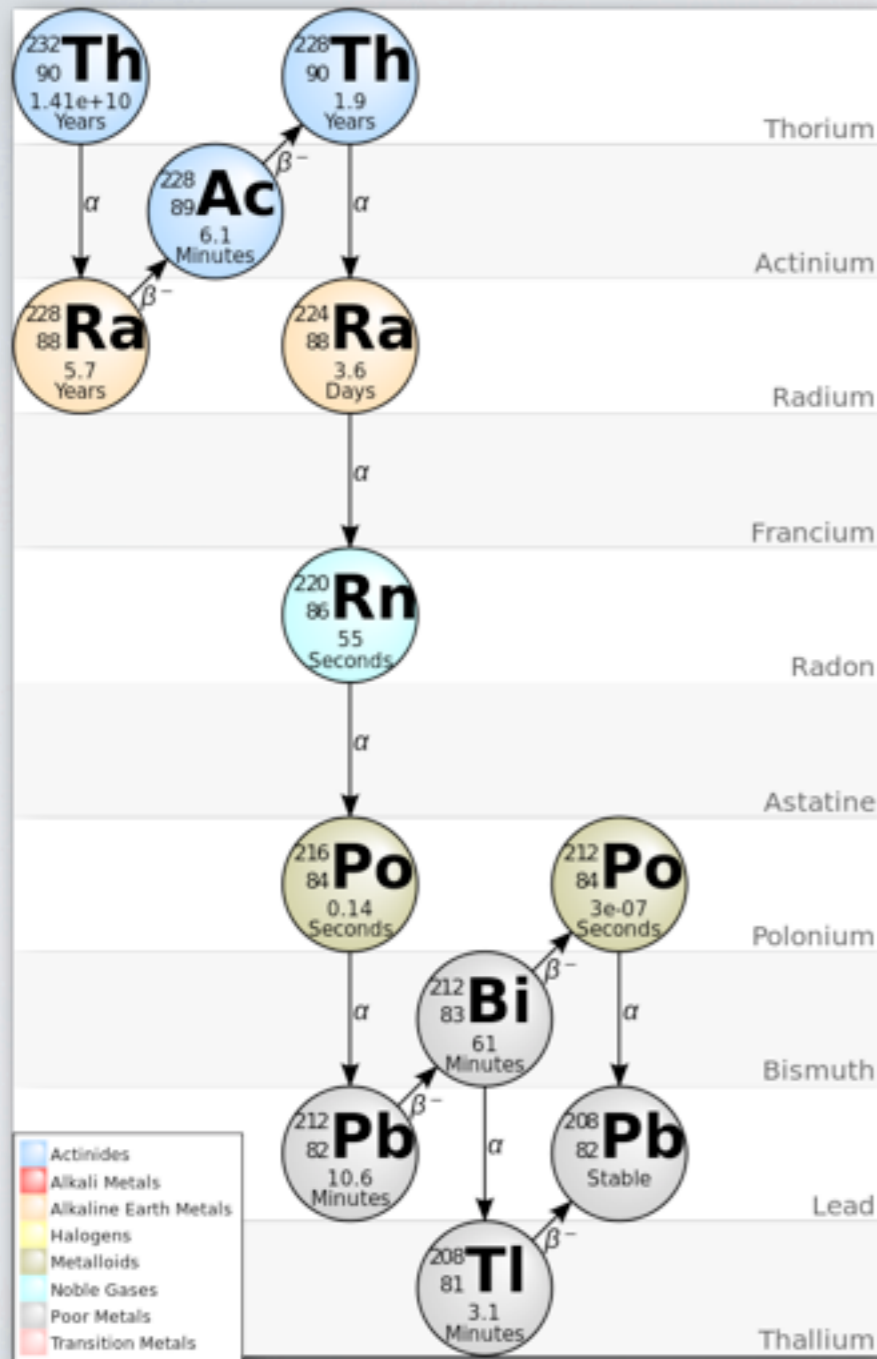 232
90 Th
1.41e+10
Years
228
90 Th
1.9
Years
Thorium
α
β⁻
228
89 Ac
6.1
Minutes
α
Actinium
β⁻
228
88 Ra
5.7
Years
224
88 Ra
3.6
Days
Radium
α
Francium
220
86 Rn
55
Seconds
Radon
α
Astatine
216
84 Po
0.14
Seconds
212
84 Po
3e-07
Seconds
Polonium
α
β⁻
212
83 Bi
61
Minutes
α
Bismuth
β⁻
212
82 Pb
10.6
Minutes
α
208
82 Pb
Stable
Lead
β⁻
208
81 Tl
3.1
Minutes
Thallium
Actinides
Alkali Metals
Alkaline Earth Metals
Halogens
Metalloids
Noble Gases
Poor Metals
Transition Metals